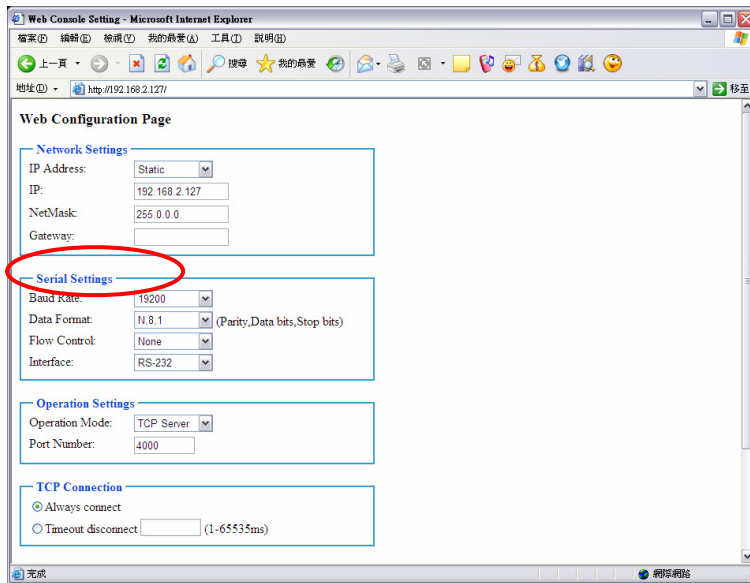 Web Console Setting - Microsoft Internet Explorer
檔案(F) 編輯(E) 檢視(V) 我的最愛(A) 工具(T) 說明(H)
上一頁 搜尋 我的最愛
網址(D) http://192.168.2.127/ 移至
Web Configuration Page
Network Settings
IP Address: Static
IP: 192.168.2.127
NetMask: 255.0.0.0
Gateway:
Serial Settings
Baud Rate: 19200
Data Format: N,8,1 (Parity,Data bits,Stop bits)
Flow Control: None
Interface: RS-232
Operation Settings
Operation Mode: TCP Server
Port Number: 4000
TCP Connection
Always connect
Timeout disconnect (1-65535ms)
完成 網際網路